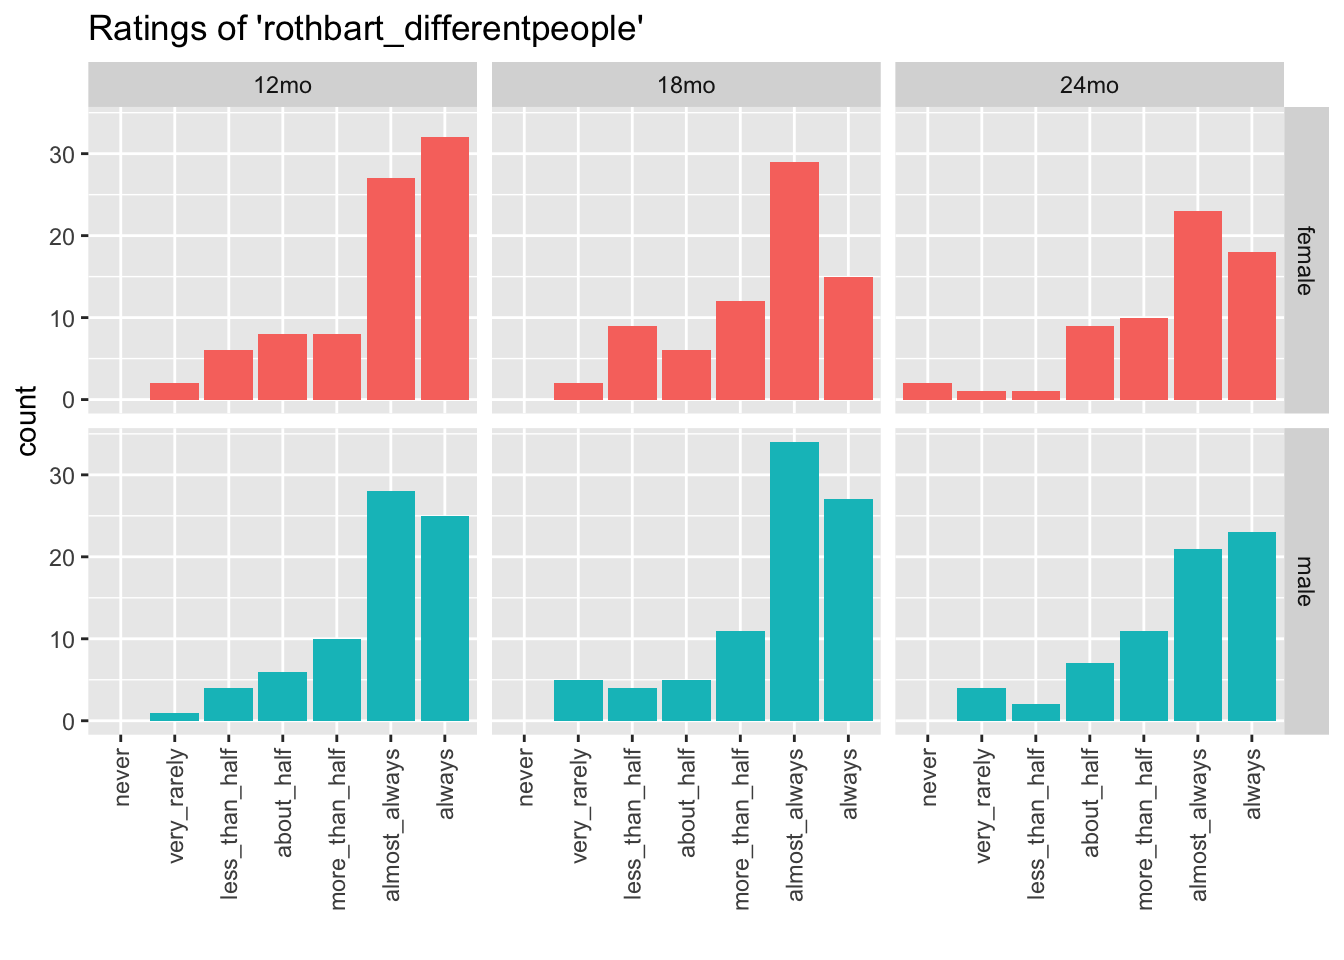 Ratings of 'rothbart_differentpeople'
12mo 18mo 24mo
30
20
10
0
female
count
30
20
10
0
male
never very_rarely less_than_half about_half more_than_half almost_always always never very_rarely less_than_half about_half more_than_half almost_always always never very_rarely less_than_half about_half more_than_half almost_always always